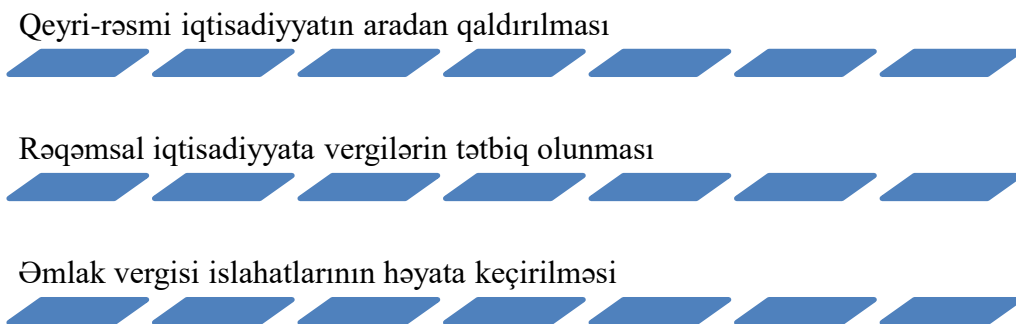 Qeyri-rəsmi iqtisadiyyatın aradan qaldırılması
Rəqəmsal iqtisadiyyata vergilərin tətbiq olunması
Əmlak vergisi islahatlarının həyata keçirilməsi